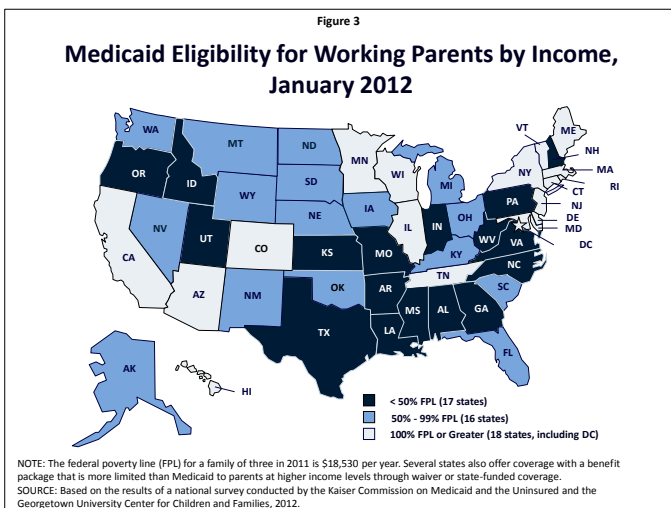 Figure 3
Medicaid Eligibility for Working Parents by Income,
January 2012
WA
MT
ND
MN
VT
ME
NH
OR
ID
SD
WI
NY
MA
WY
MI
CT
RI
NE
IA
PA
NJ
NV
OH
DE
UT
IL
IN
MD
CO
WV
VA
DC
CA
KS
MO
KY
NC
TN
AZ
NM
OK
AR
SC
MS
AL
GA
TX
LA
FL
AK
HI
< 50% FPL (17 states)
50% - 99% FPL (16 states)
100% FPL or Greater (18 states, including DC)
NOTE: The federal poverty line (FPL) for a family of three in 2011 is $18,530 per year. Several states also offer coverage with a benefit
package that is more limited than Medicaid to parents at higher income levels through waiver or state-funded coverage.
SOURCE: Based on the results of a national survey conducted by the Kaiser Commission on Medicaid and the Uninsured and the
Georgetown University Center for Children and Families, 2012.